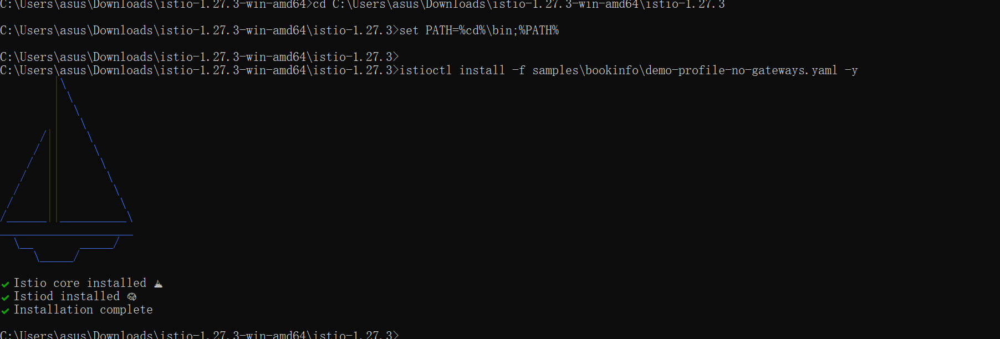 C:\Users\asus\Downloads\istio-1.27.3-win-amd64>cd C:\Users\asus\Downloads\istio-1.27.3-win-amd64\istio-1.27.3
C:\Users\asus\Downloads\istio-1.27.3-win-amd64\istio-1.27.3>set PATH=%cd%\bin;%PATH%
C:\Users\asus\Downloads\istio-1.27.3-win-amd64\istio-1.27.3>
C:\Users\asus\Downloads\istio-1.27.3-win-amd64\istio-1.27.3>istioctl install -f samples\bookinfo\demo-profile-no-gateways.yaml -y
✔ Istio core installed ⛵
✔ Istiod installed 🧠
✔ Installation complete
C:\Users\asus\Downloads\istio-1.27.3-win-amd64\istio-1.27.3>